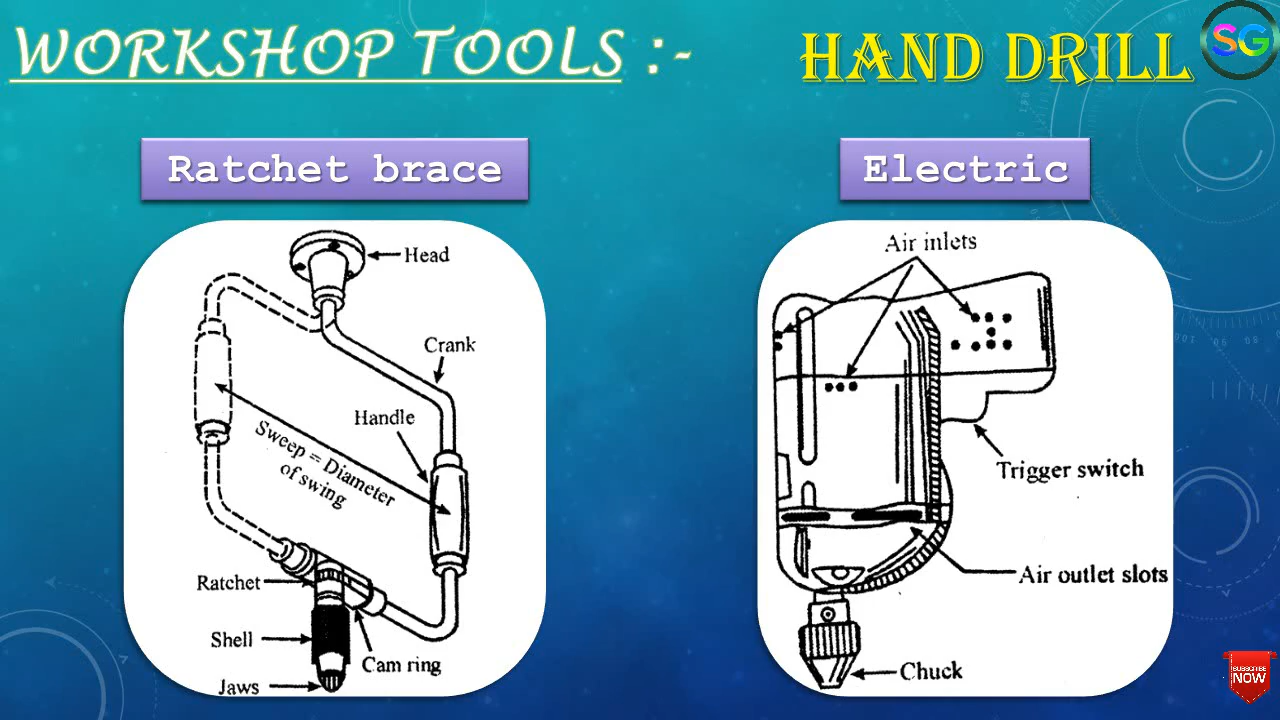 WORKSHOP TOOLS :-
HAND DRILL
SG
Ratchet brace
Electric
Head
Crank
Handle
Sweep = Diameter
of swing
Ratchet
Shell
Cam ring
Jaws
Air inlets
Trigger switch
Air outlet slots
Chuck
SUBSCRIBE
NOW